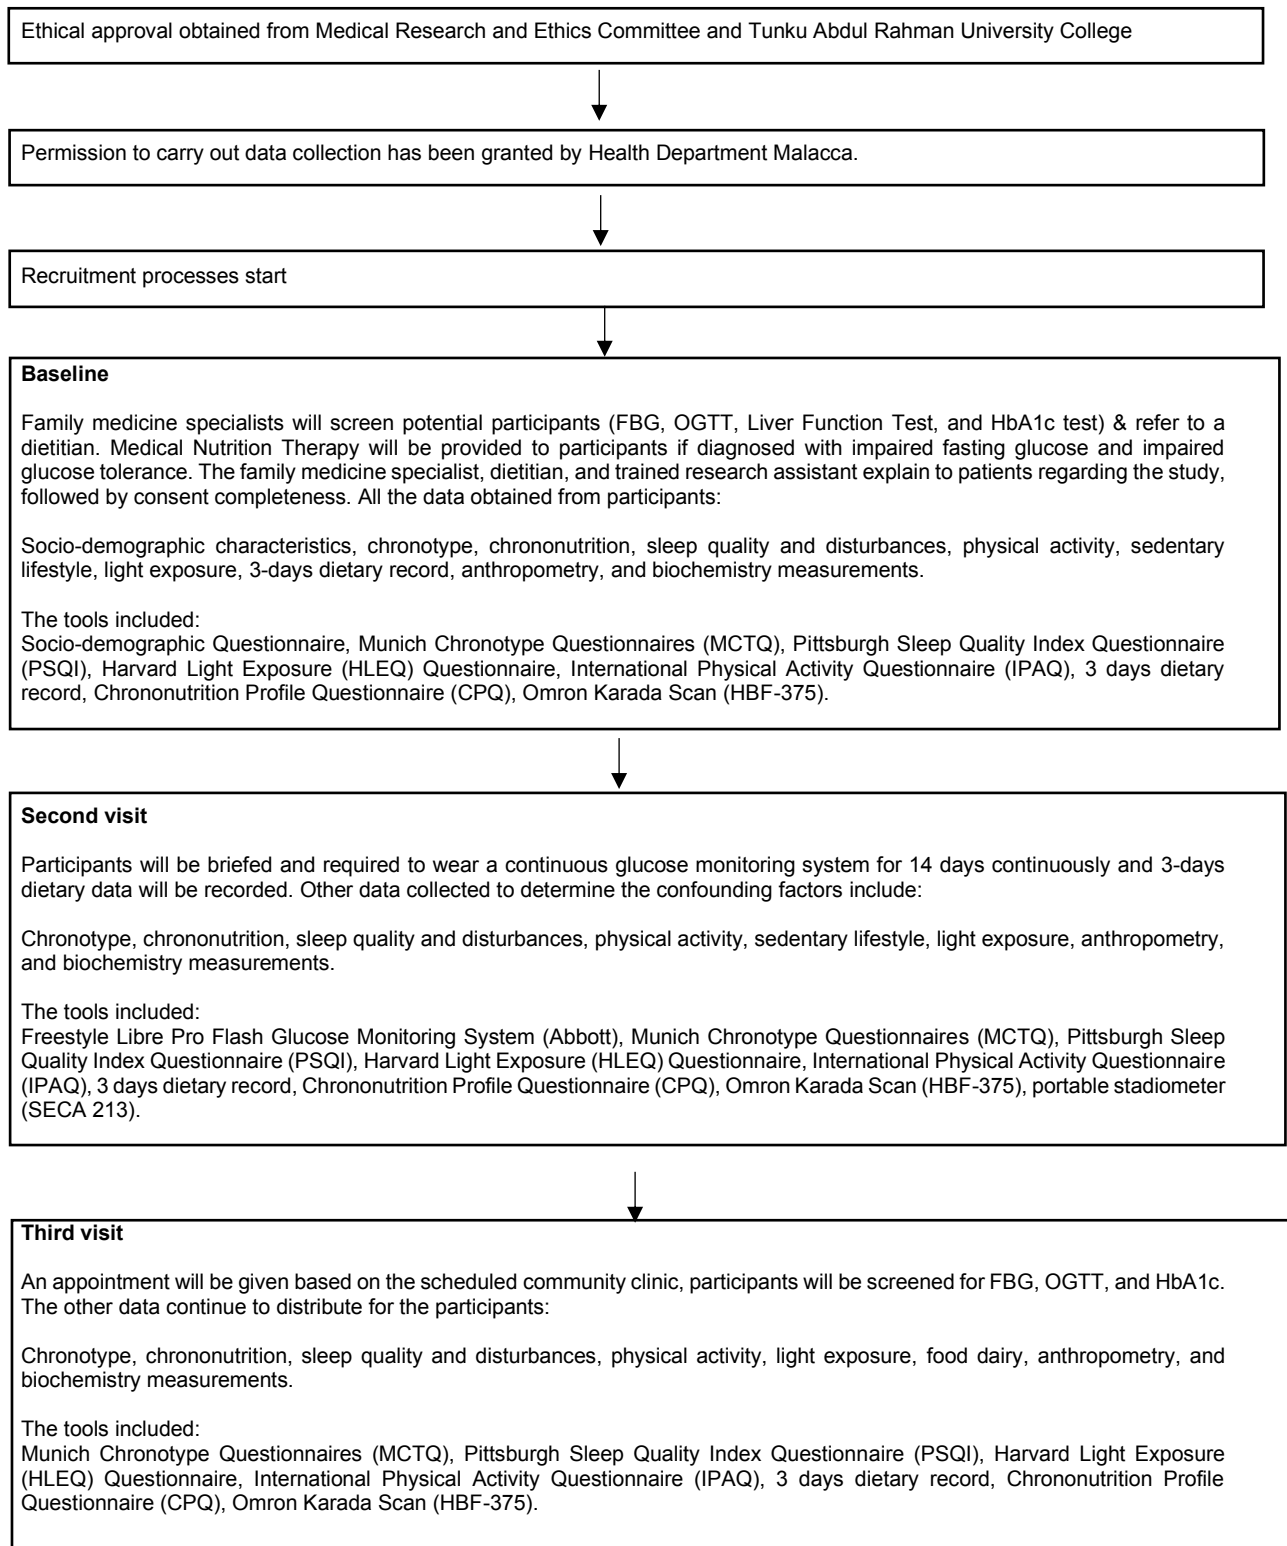 Ethical approval obtained from Medical Research and Ethics Committee and Tunku Abdul Rahman University College
Permission to carry out data collection has been granted by Health Department Malacca.
Recruitment processes start
Baseline
Family medicine specialists will screen potential participants (FBG, OGTT, Liver Function Test, and HbA1c test) & refer to a
dietitian. Medical Nutrition Therapy will be provided to participants if diagnosed with impaired fasting glucose and impaired
glucose tolerance. The family medicine specialist, dietitian, and trained research assistant explain to patients regarding the study,
followed by consent completeness. All the data obtained from participants:
Socio-demographic characteristics, chronotype, chrononutrition, sleep quality and disturbances, physical activity, sedentary
lifestyle, light exposure, 3-days dietary record, anthropometry, and biochemistry measurements.
The tools included:
Socio-demographic Questionnaire, Munich Chronotype Questionnaires (MCTQ), Pittsburgh Sleep Quality Index Questionnaire
(PSQI), Harvard Light Exposure (HLEQ) Questionnaire, International Physical Activity Questionnaire (IPAQ), 3 days dietary
record, Chrononutrition Profile Questionnaire (CPQ), Omron Karada Scan (HBF-375).
Second visit
Participants will be briefed and required to wear a continuous glucose monitoring system for 14 days continuously and 3-days
dietary data will be recorded. Other data collected to determine the confounding factors include:
Chronotype, chrononutrition, sleep quality and disturbances, physical activity, sedentary lifestyle, light exposure, anthropometry,
and biochemistry measurements.
The tools included:
Freestyle Libre Pro Flash Glucose Monitoring System (Abbott), Munich Chronotype Questionnaires (MCTQ), Pittsburgh Sleep
Quality Index Questionnaire (PSQI), Harvard Light Exposure (HLEQ) Questionnaire, International Physical Activity Questionnaire
(IPAQ), 3 days dietary record, Chrononutrition Profile Questionnaire (CPQ), Omron Karada Scan (HBF-375), portable stadiometer
(SECA 213).
Third visit
An appointment will be given based on the scheduled community clinic, participants will be screened for FBG, OGTT, and HbA1c.
The other data continue to distribute for the participants:
Chronotype, chrononutrition, sleep quality and disturbances, physical activity, light exposure, food dairy, anthropometry, and
biochemistry measurements.
The tools included:
Munich Chronotype Questionnaires (MCTQ), Pittsburgh Sleep Quality Index Questionnaire (PSQI), Harvard Light Exposure
(HLEQ) Questionnaire, International Physical Activity Questionnaire (IPAQ), 3 days dietary record, Chrononutrition Profile
Questionnaire (CPQ), Omron Karada Scan (HBF-375).